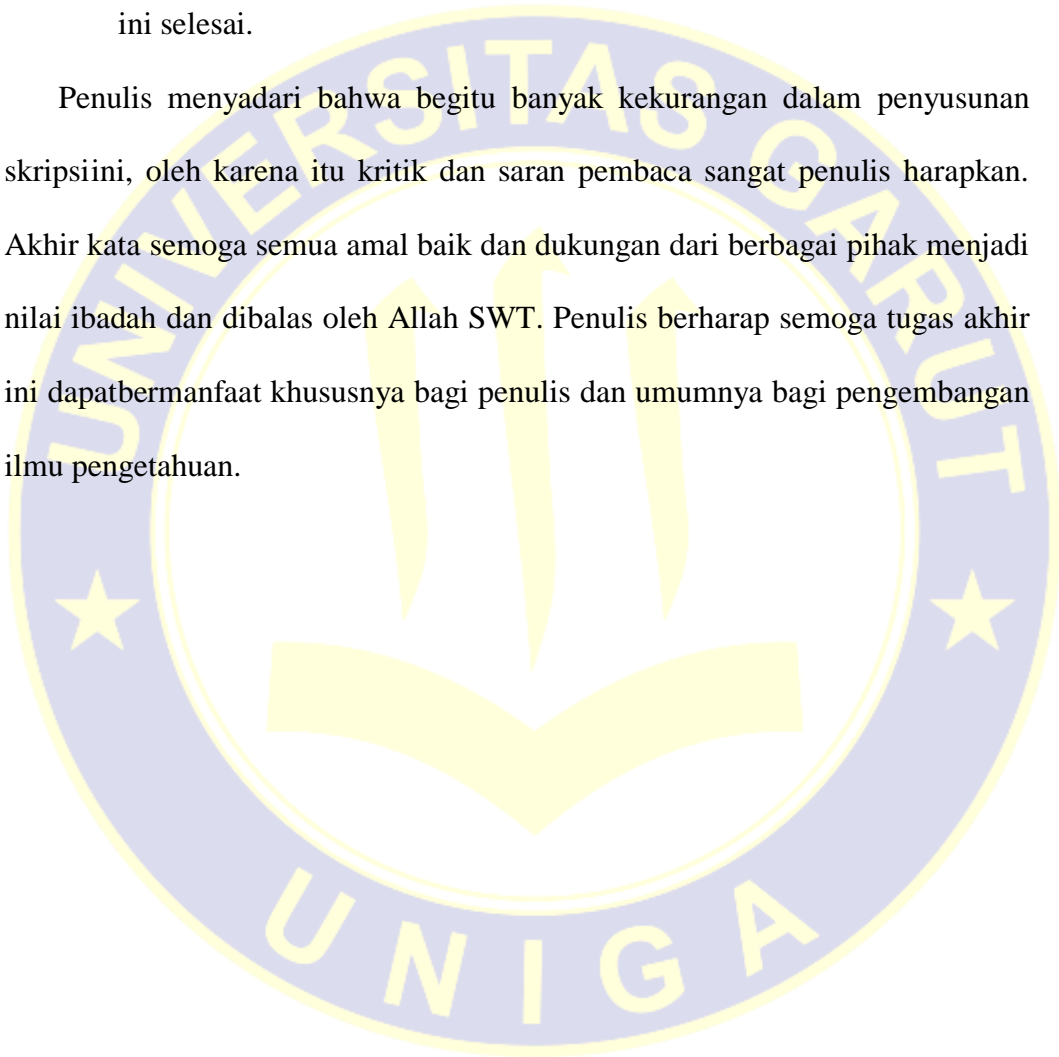 ini selesai.
Penulis menyadari bahwa begitu banyak kekurangan dalam penyusunan
skripsiini, oleh karena itu kritik dan saran pembaca sangat penulis harapkan.
Akhir kata semoga semua amal baik dan dukungan dari berbagai pihak menjadi
nilai ibadah dan dibalas oleh Allah SWT. Penulis berharap semoga tugas akhir
ini dapatbermanfaat khususnya bagi penulis dan umumnya bagi pengembangan
ilmu pengetahuan.
UNIVERSITAS GARUT
UNIGA